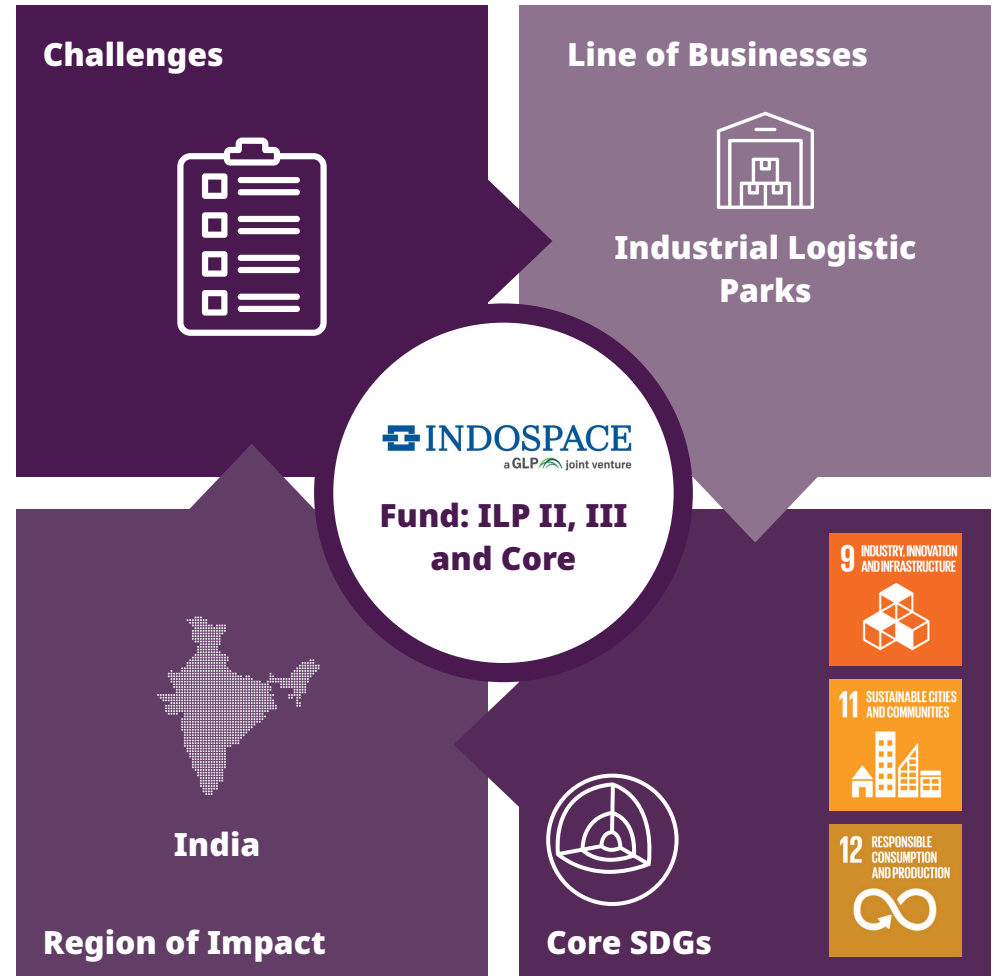 Challenges
Line of Businesses
Industrial Logistic
Parks
INDOSPACE
a GLP joint venture
Fund: ILP II, III
and Core
9 INDUSTRY, INNOVATION
AND INFRASTRUCTURE
11 SUSTAINABLE CITIES
AND COMMUNITIES
12 RESPONSIBLE
CONSUMPTION
AND PRODUCTION
India
Region of Impact
Core SDGs